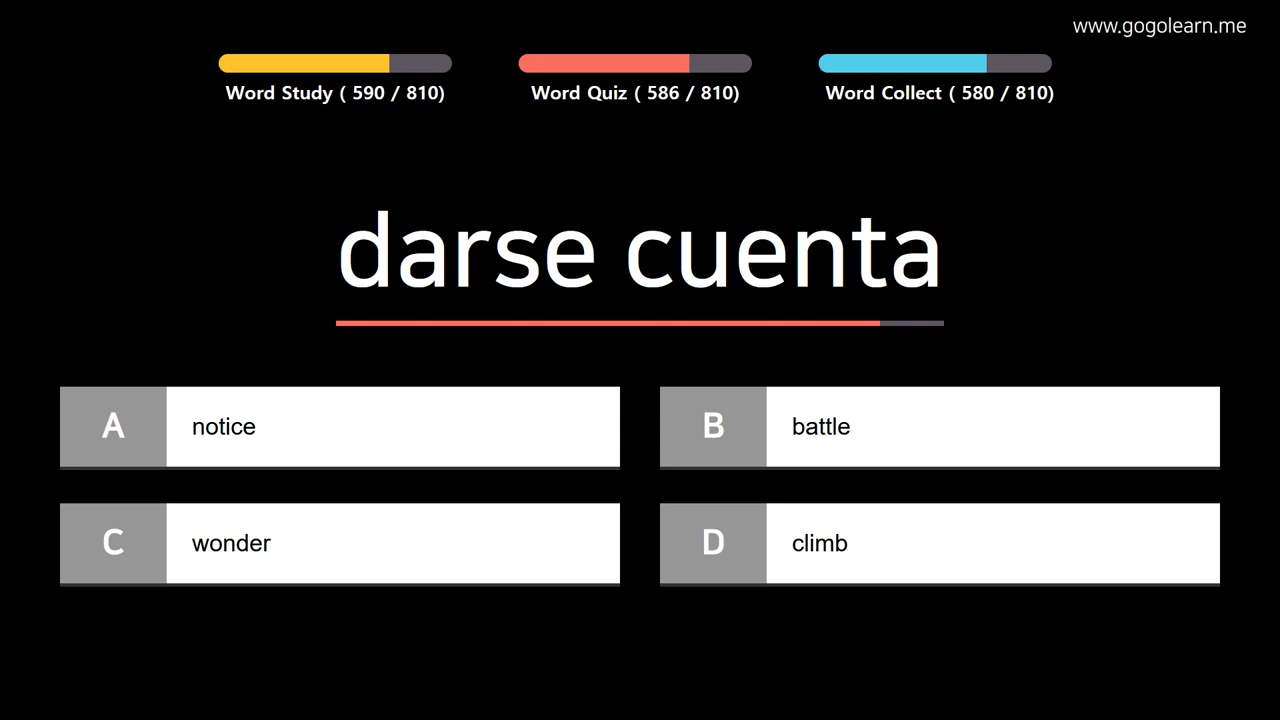 www.gogolearn.me
Word Study ( 590 / 810)
Word Quiz ( 586 / 810)
Word Collect ( 580 / 810)
darse cuenta
A notice
B battle
C wonder
D climb